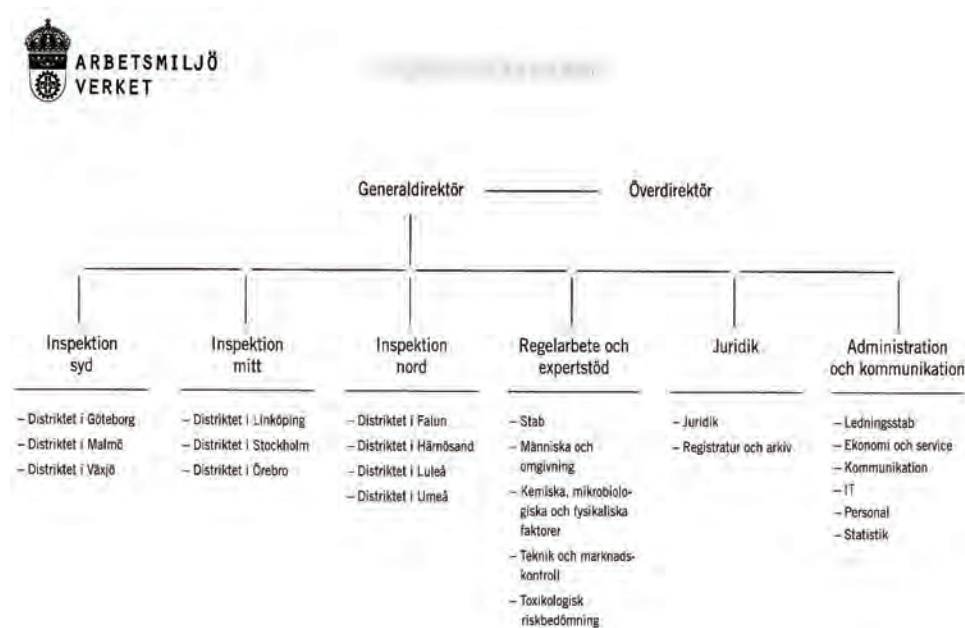 ARBETSMILJÖ
VERKET
Generaldirektör
Överdirektör
Inspektion
syd
– Distriktet i Göteborg
– Distriktet i Malmö
– Distriktet i Växjö
Inspektion
mitt
– Distriktet i Linköping
– Distriktet i Stockholm
– Distriktet i Örebro
Inspektion
nord
– Distriktet i Falun
– Distriktet i Härnösand
– Distriktet i Luleå
– Distriktet i Umeå
Regelarbete och
expertstöd
– Stab
– Människa och
omgivning
– Kemiska, mikrobiolo-
giska och fysikaliska
faktorer
– Teknik och marknads-
kontroll
– Toxikologisk
riskbedömning
Juridik
– Juridik
– Registratur och arkiv
Administration
och kommunikation
– Ledningsstab
– Ekonomi och service
– Kommunikation
– IT
– Personal
– Statistik